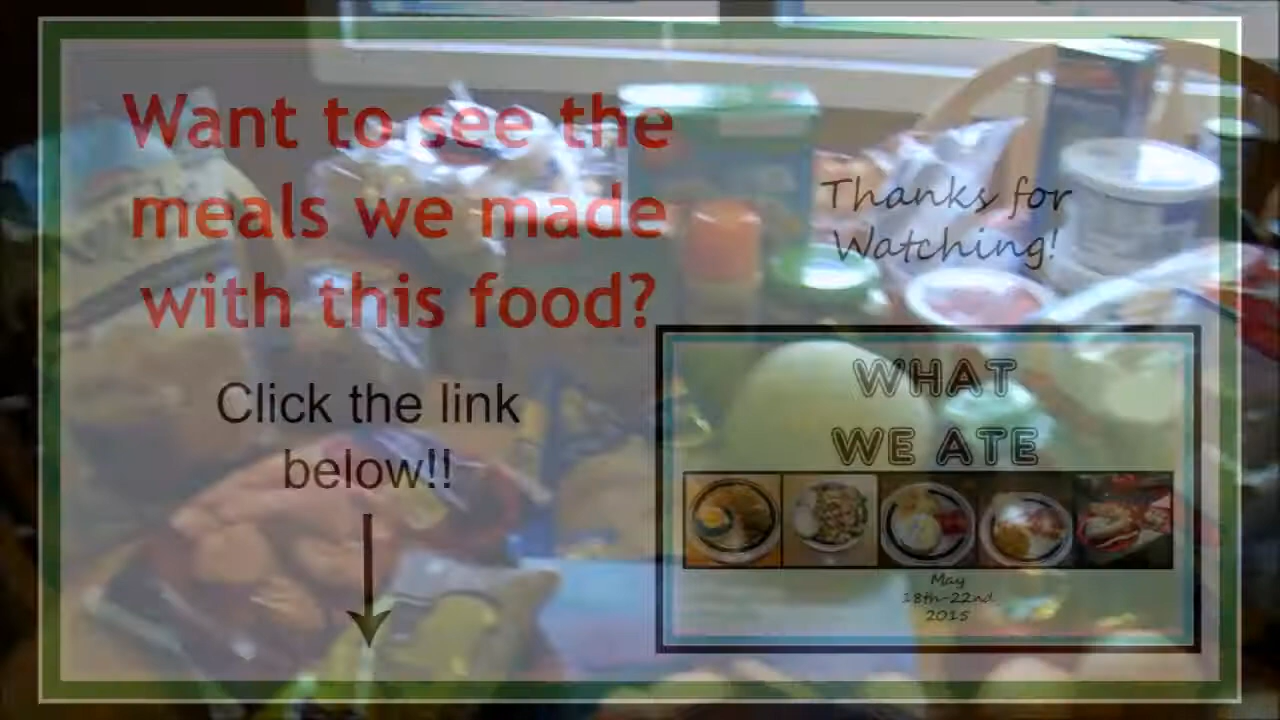 Want to see the
meals we made
with this food?
Click the link
below!!
Thanks for
Watching!
WHAT
WE ATE
May
18th-22nd
2015